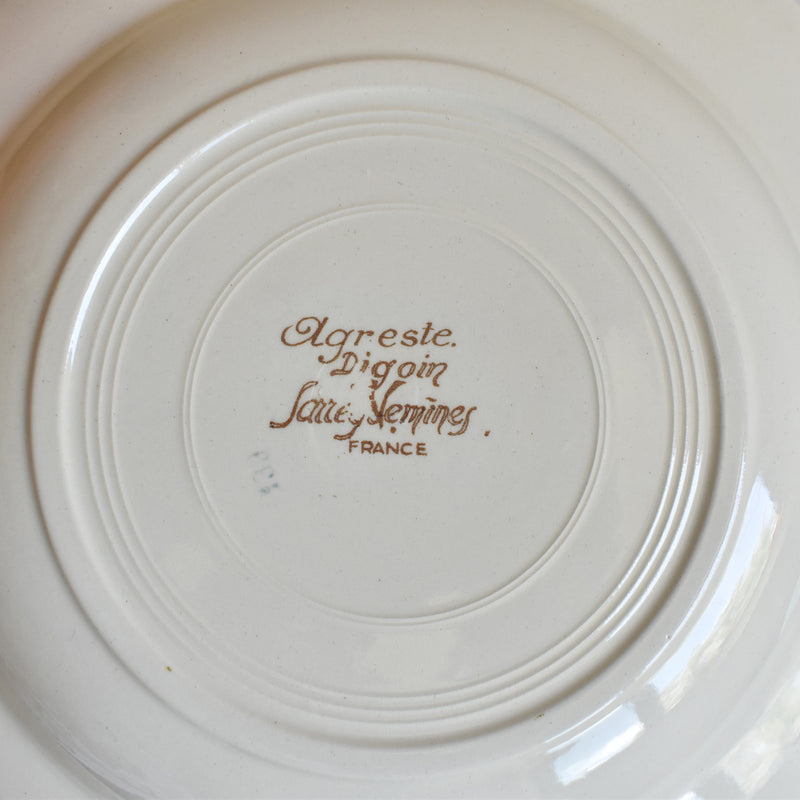 Agreste.
Digoin
Sarreguemines.
FRANCE